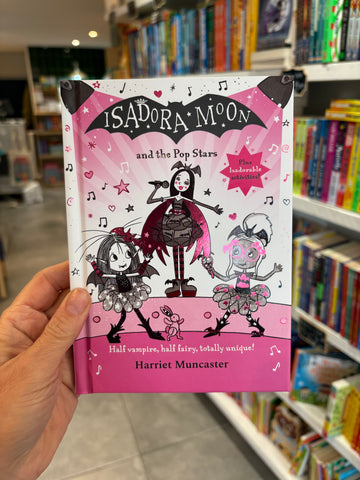 ISADORA MOON
and the Pop Stars
Plus
Isadorable
activities!
Half vampire, half fairy, totally unique!
Harriet Muncaster